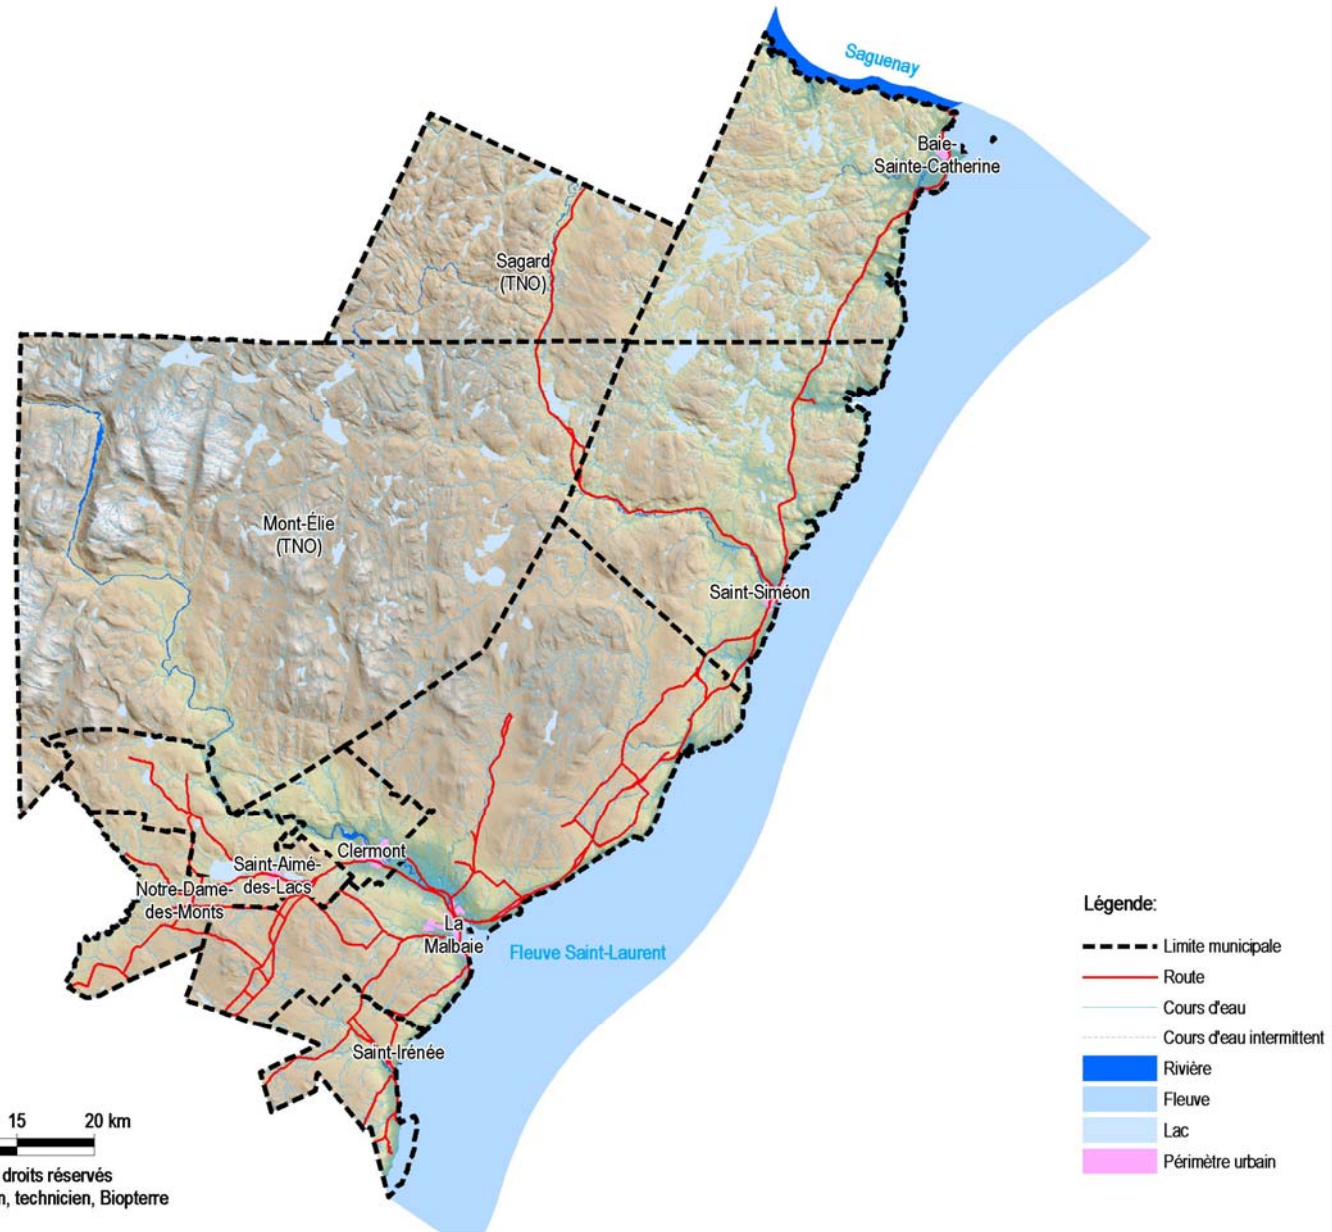 Saguenay
Baie-
Sainte-Catherine
Sagard
(TNO)
Mont-Élie
(TNO)
Saint-Siméon
Clermont
Saint-Aimé-
des-Lacs
Notre-Dame-
des-Monts
La
Malbaie
Fleuve Saint-Laurent
Saint-Irénée
Légende:
Limite municipale
Route
Cours d'eau
Cours d'eau intermittent
Rivière
Fleuve
Lac
Périmètre urbain
15 20 km
droits réservés
technicien, Biopterre